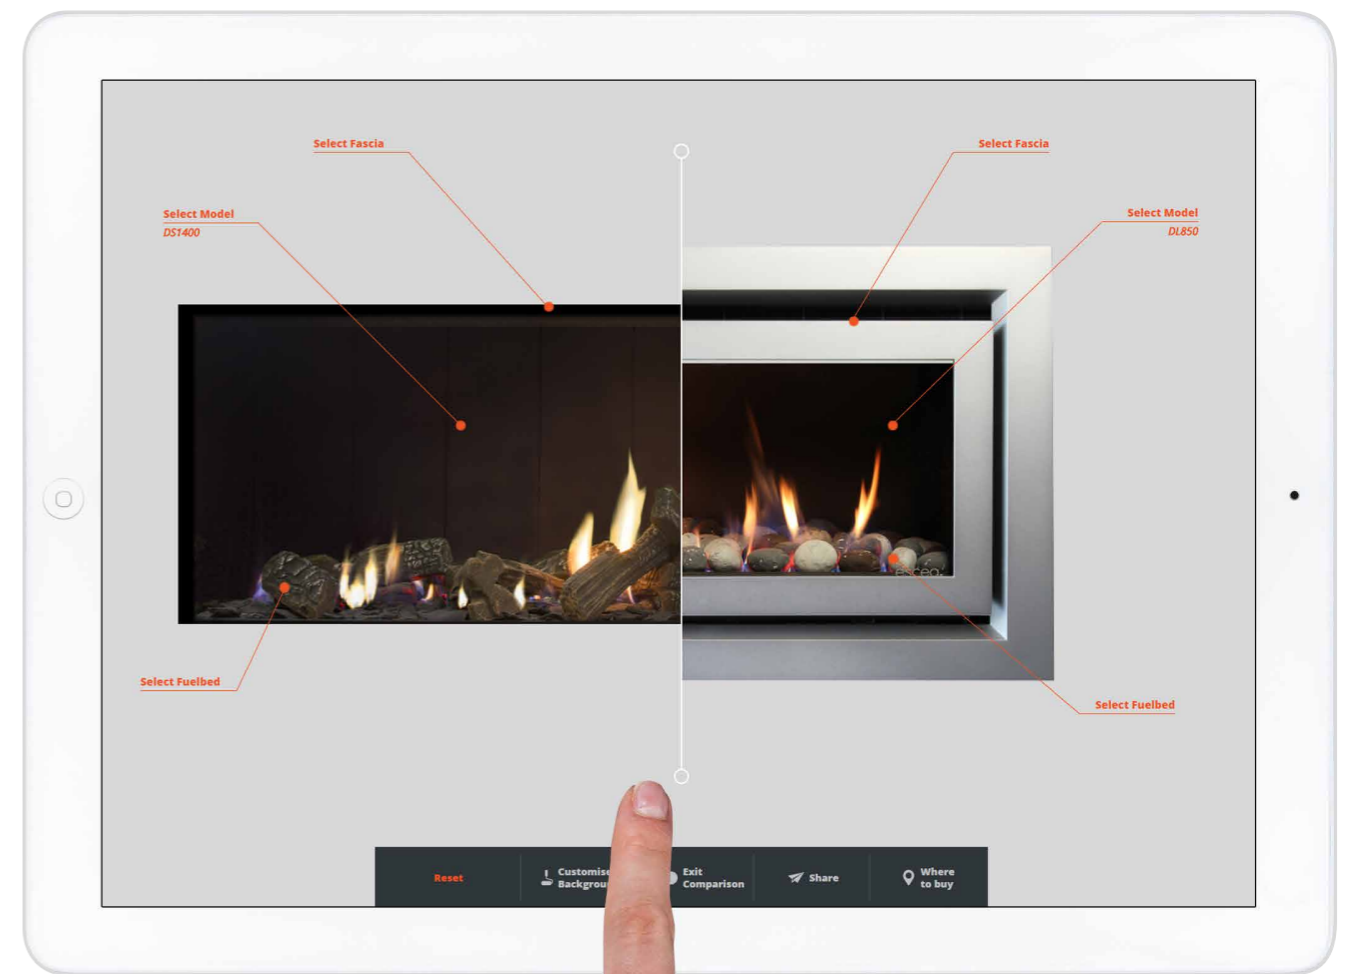 Select Fascia
Select Fascia
Select Model
DS1400
Select Model
DL850
escea
Select Fuelbed
Select Fuelbed
Reset
Customise
Exit
Comparison
Share
Where
to buy